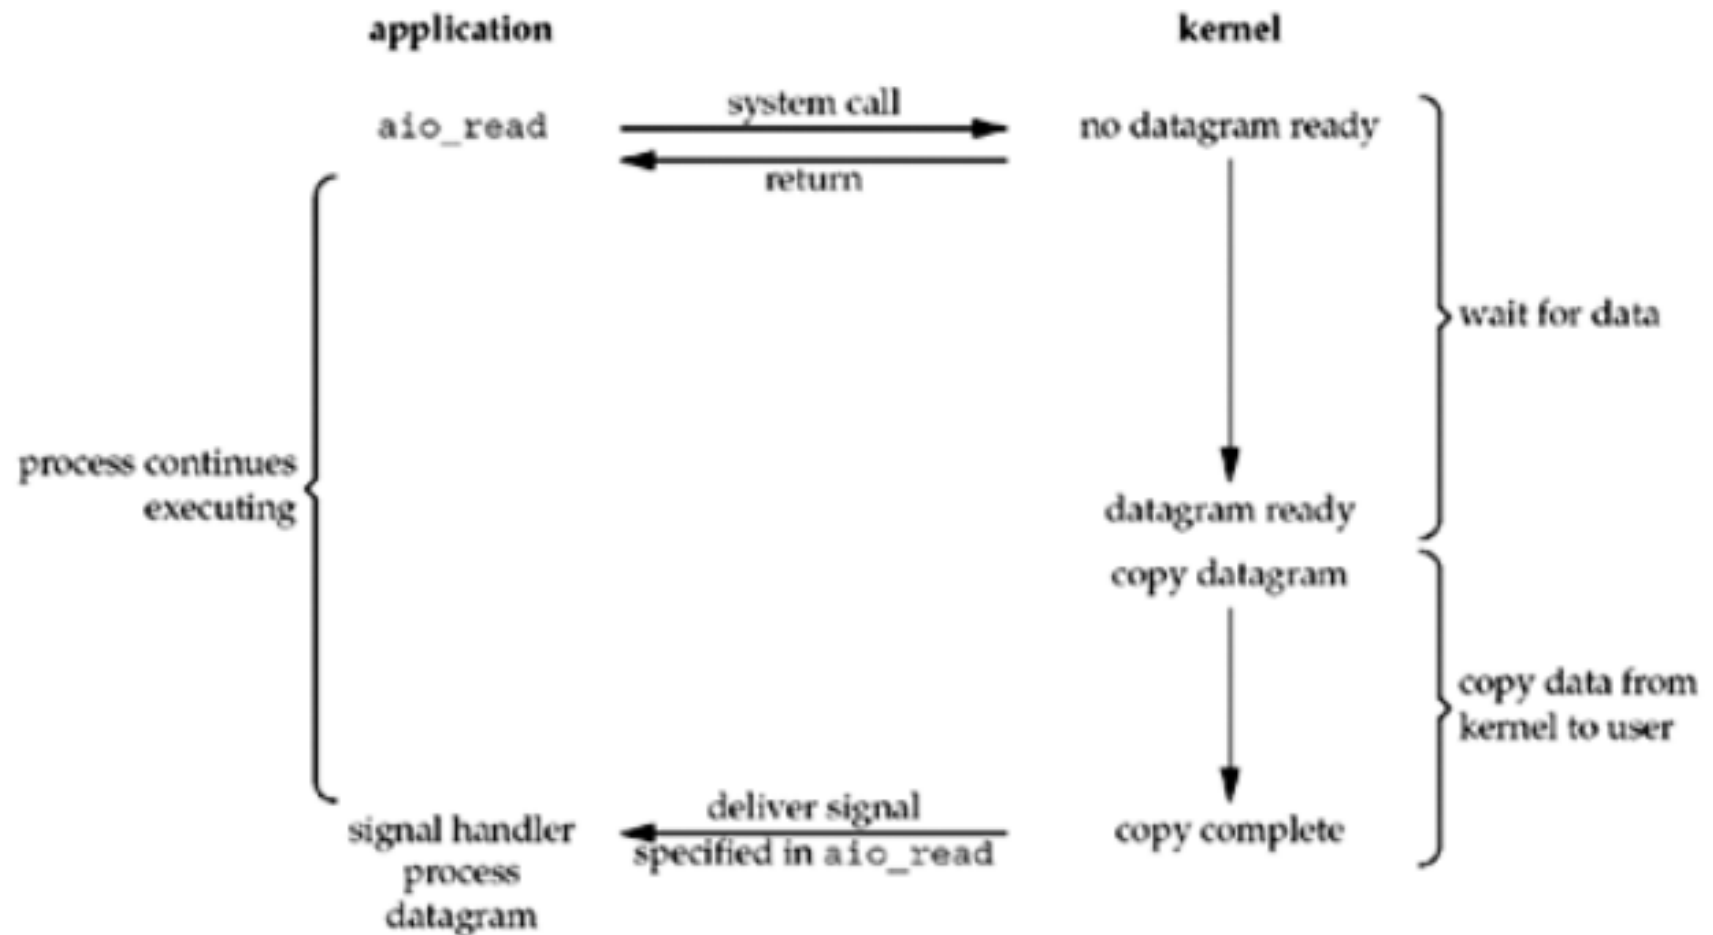 application
kernel
aio_read
system call
no datagram ready
return
wait for data
process continues
executing
datagram ready
copy datagram
copy data from
kernel to user
deliver signal
signal handler
copy complete
specified in aio_read
process
datagram